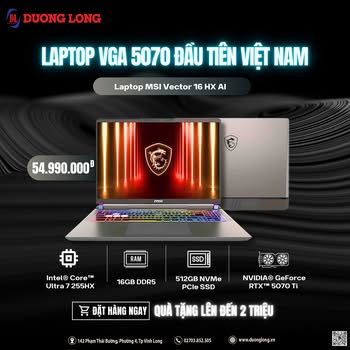 DUONG LONG
LAPTOP VGA 5070 ĐẦU TIÊN VIỆT NAM
Laptop MSI Vector 16 HX AI
54.990.000Đ
Intel® Core™
Ultra 7 255HX
RAM
16GB DDR5
SSD
512GB NVMe
PCIe SSD
NVIDIA® GeForce
RTX™ 5070 Ti
ĐẶT HÀNG NGAY
QUÀ TẶNG LÊN ĐẾN 2 TRIỆU
142 Phạm Thái Bường, Phường 4, Tp Vĩnh Long
02703.652.505
www.duonglong.vn